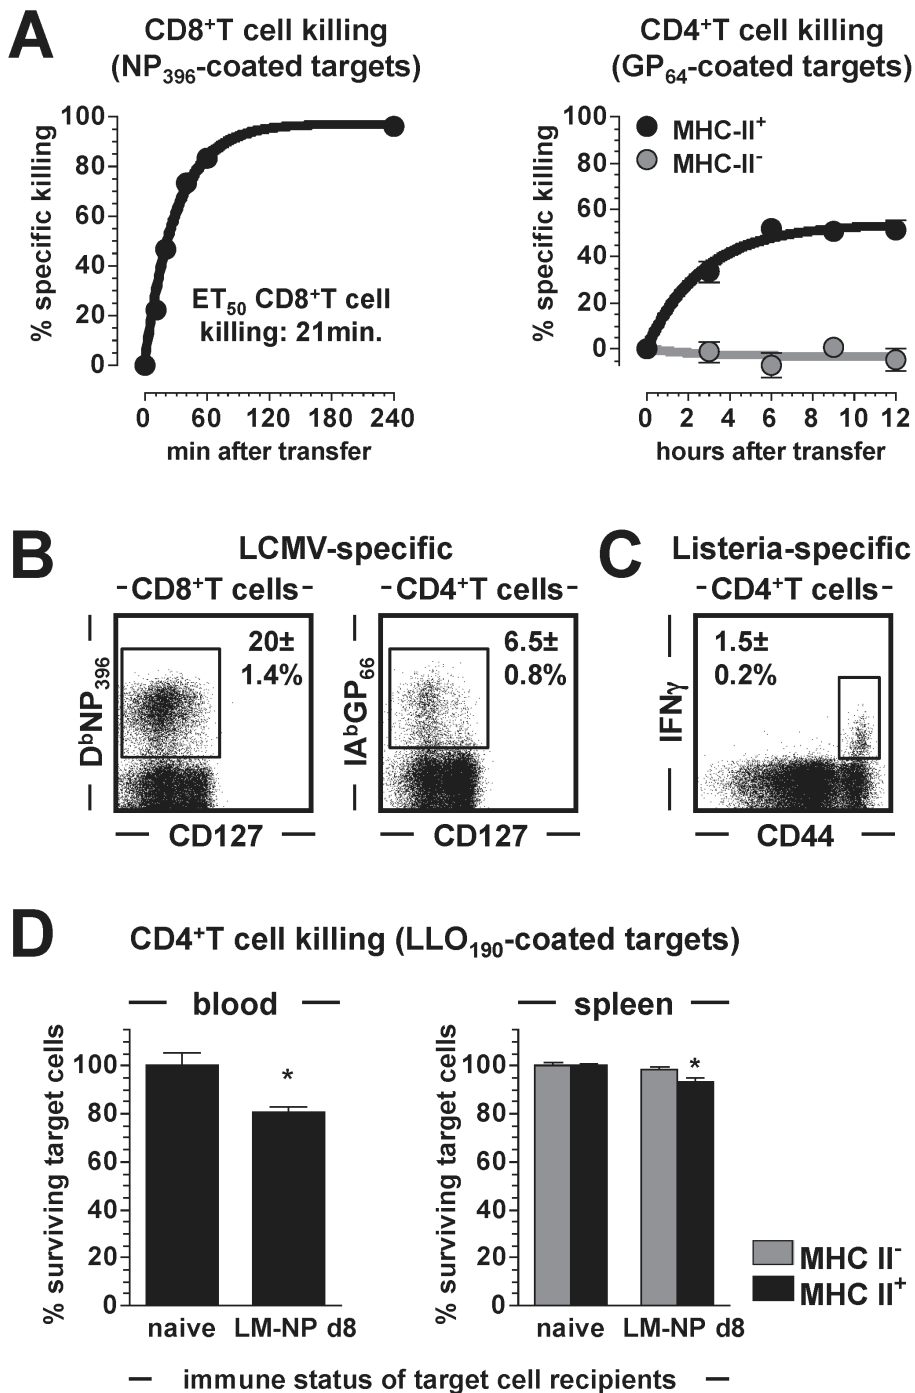 A
CD8⁺T cell killing
(NP₃₉₆-coated targets)
% specific killing
100
80
60
40
20
0
ET₅₀ CD8⁺T cell
killing: 21min.
0 60 120 180 240
min after transfer
CD4⁺T cell killing
(GP₆₄-coated targets)
% specific killing
100
80
60
40
20
0
MHC-II⁺
MHC-II⁻
0 2 4 6 8 10 12
hours after transfer
B
LCMV-specific
-CD8⁺T cells-
DᵇNP₃₉₆
20±
1.4%
CD127
-CD4⁺T cells-
IAᵇGP₆₆
6.5±
0.8%
CD127
C
Listeria-specific
-CD4⁺T cells-
IFNγ
1.5±
0.2%
CD44
D
CD4⁺T cell killing (LLO₁₉₀-coated targets)
blood
% surviving target cells
100
80
60
40
20
0
*
naive LM-NP d8
spleen
% surviving target cells
100
80
60
40
20
0
*
naive LM-NP d8
MHC II⁻
MHC II⁺
immune status of target cell recipients